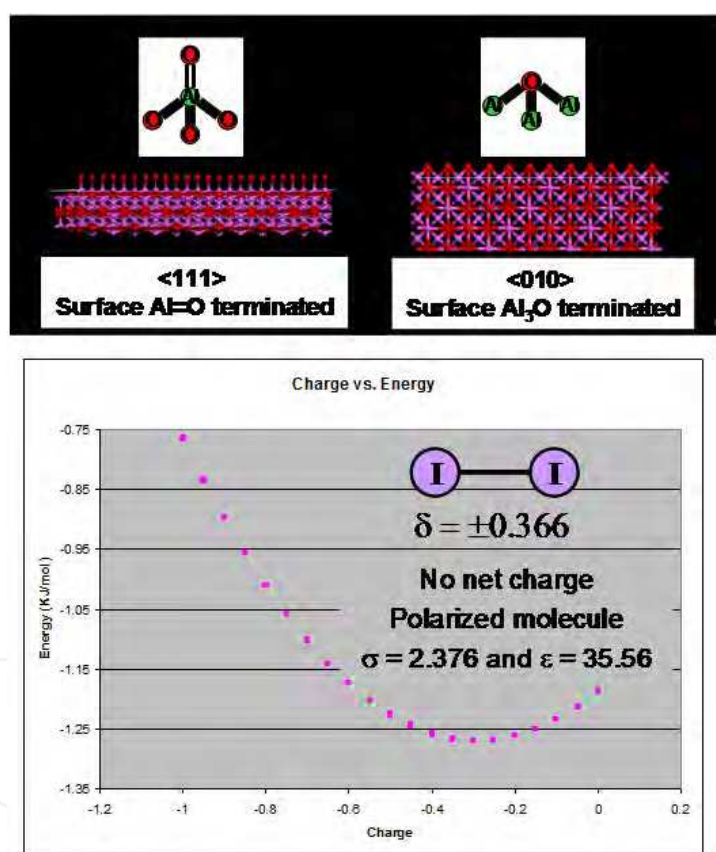 O
Al
O
O
O
O
Al
Al
Al
<111>
Surface Al=O terminated
<010>
Surface Al₃O terminated
Charge vs. Energy
-0.75
-0.85
-0.95
-1.05
-1.15
-1.25
-1.35
Energy (KJ/mol)
I
I
δ = ±0.366
No net charge
Polarized molecule
σ = 2.376 and ε = 35.56
-1.2
-1
-0.8
-0.6
-0.4
-0.2
0
0.2
Charge